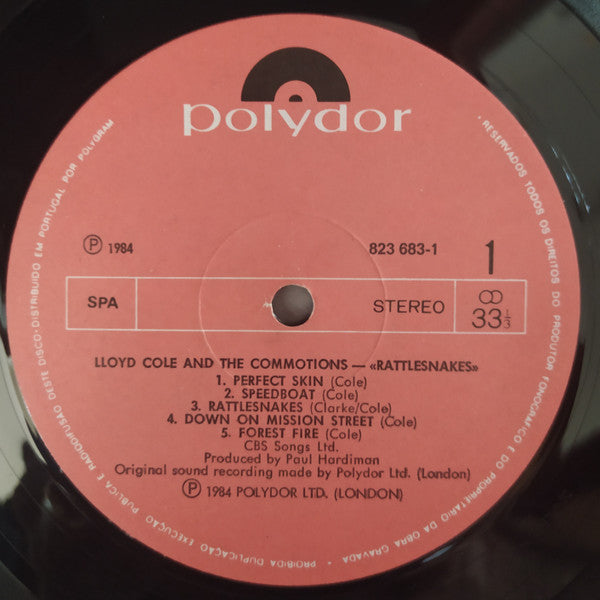 polydor
Ⓟ 1984
823 683-1
1
SPA
STEREO
33⅓
LLOYD COLE AND THE COMMOTIONS — «RATTLESNAKES»
1. PERFECT SKIN (Cole)
2. SPEEDBOAT (Cole)
3. RATTLESNAKES (Clarke/Cole)
4. DOWN ON MISSION STREET (Cole)
5. FOREST FIRE (Cole)
CBS Songs Ltd.
Produced by Paul Hardiman
Original sound recording made by Polydor Ltd. (London)
Ⓟ 1984 POLYDOR LTD. (LONDON)
• RESERVADOS TODOS OS DIREITOS DO PRODUTOR FONOGRÁFICO E DO PROPRIETÁRIO DA OBRA GRAVADA • PROIBIDA DUPLICAÇÃO EXECUÇÃO PUBLICA E RADIODIFUSÃO DESTE DISCO • DISTRIBUIDO EM PORTUGAL POR POLYGRAM